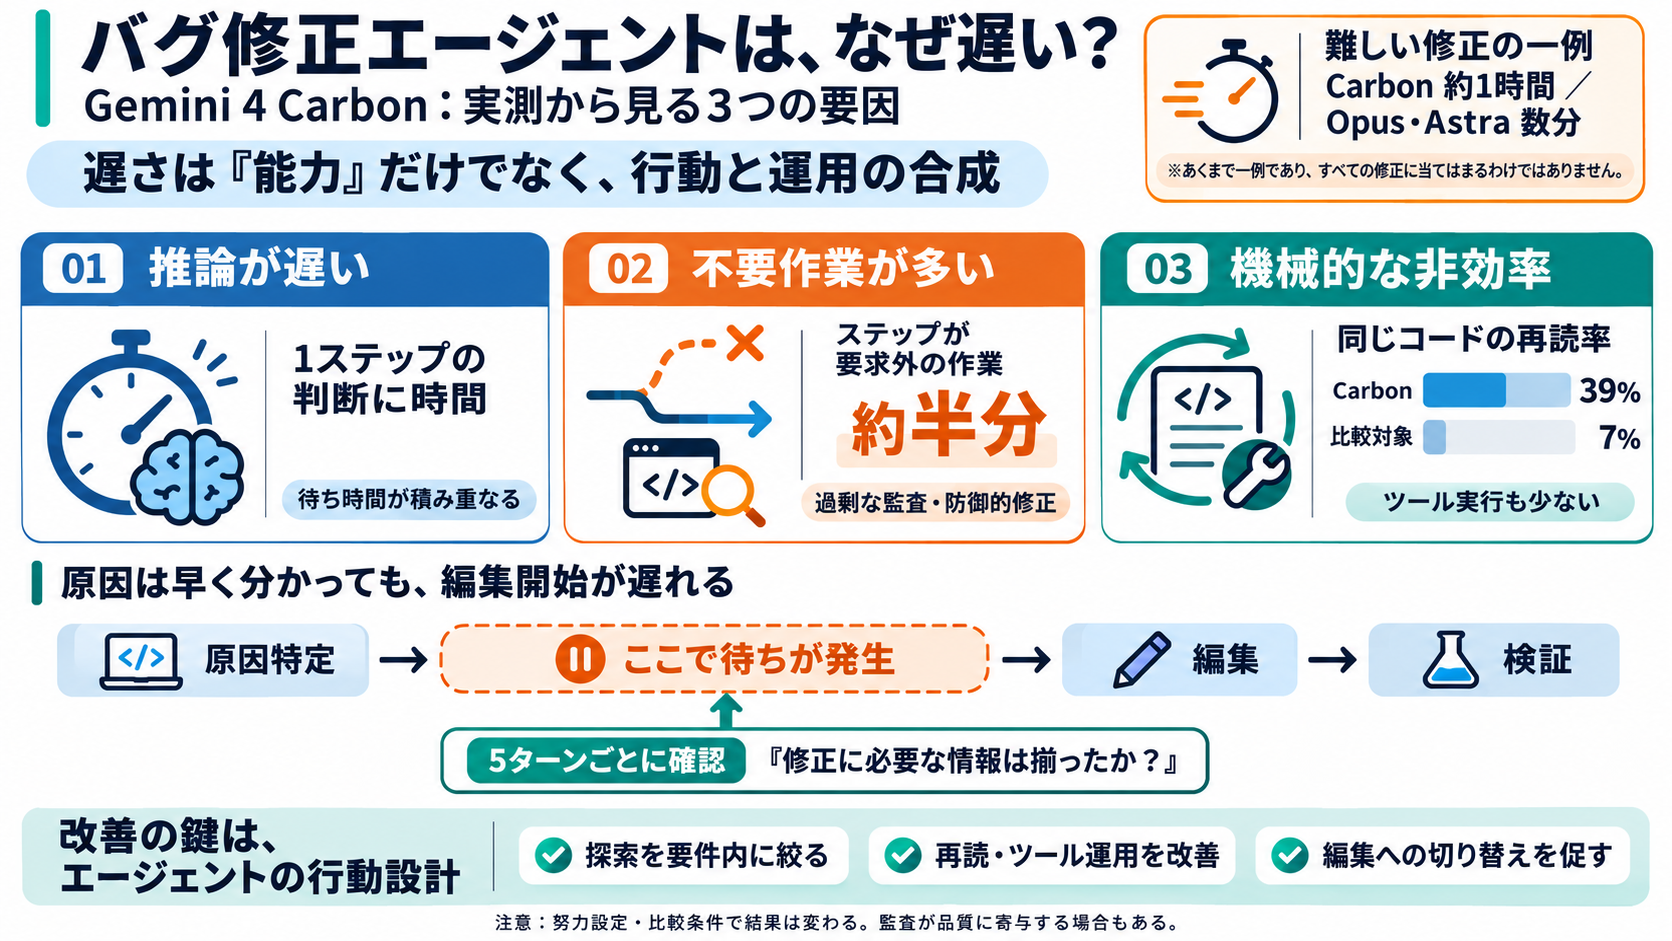 バグ修正エージェントは、なぜ遅い？
Gemini 4 Carbon：実測から見る3つの要因
遅さは『能力』だけでなく、行動と運用の合成
難しい修正の一例
Carbon 約1時間 ／
Opus・Astra 数分
※あくまで一例であり、すべての修正に当てはまるわけではありません。
01 推論が遅い
1ステップの
判断に時間
待ち時間が積み重なる
02 不要作業が多い
ステップが
要求外の作業
約半分
</>
過剰な監査・防御的修正
03 機械的な非効率
</>
同じコードの再読率
Carbon 39%
比較対象 7%
ツール実行も少ない
原因は早く分かっても、編集開始が遅れる
</> 原因特定
ここで待ちが発生
編集
検証
5ターンごとに確認 『修正に必要な情報は揃ったか？』
改善の鍵は、
エージェントの行動設計
探索を要件内に絞る
再読・ツール運用を改善
編集への切り替えを促す
注意：努力設定・比較条件で結果は変わる。監査が品質に寄与する場合もある。